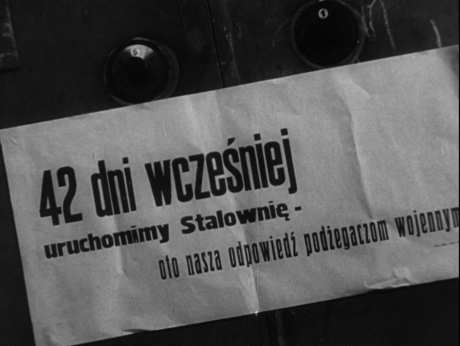 42 dni wcześniej
uruchomimy Stalownię -
oto nasza odpowiedź podżegaczom wojennym